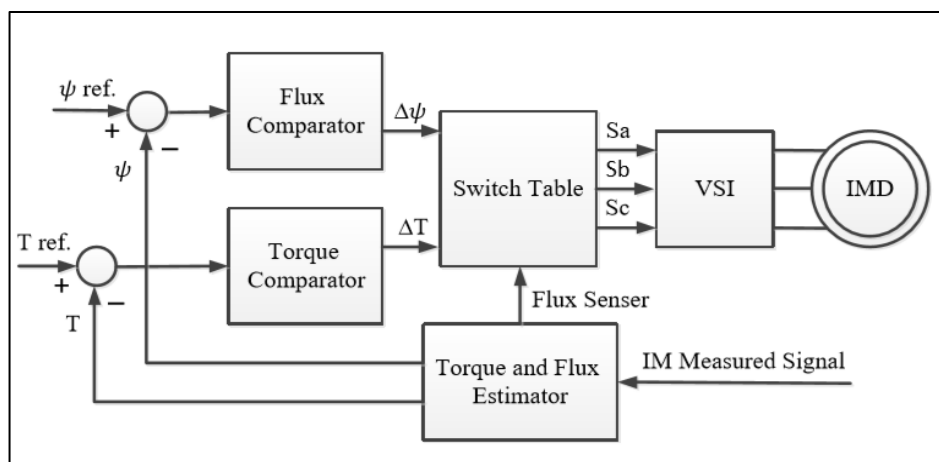 ψ ref.
+
−
ψ
Flux
Comparator
Δψ
T ref.
+
−
T
Torque
Comparator
ΔT
Switch Table
Sa
Sb
Sc
VSI
IMD
Flux Senser
Torque and Flux
Estimator
IM Measured Signal